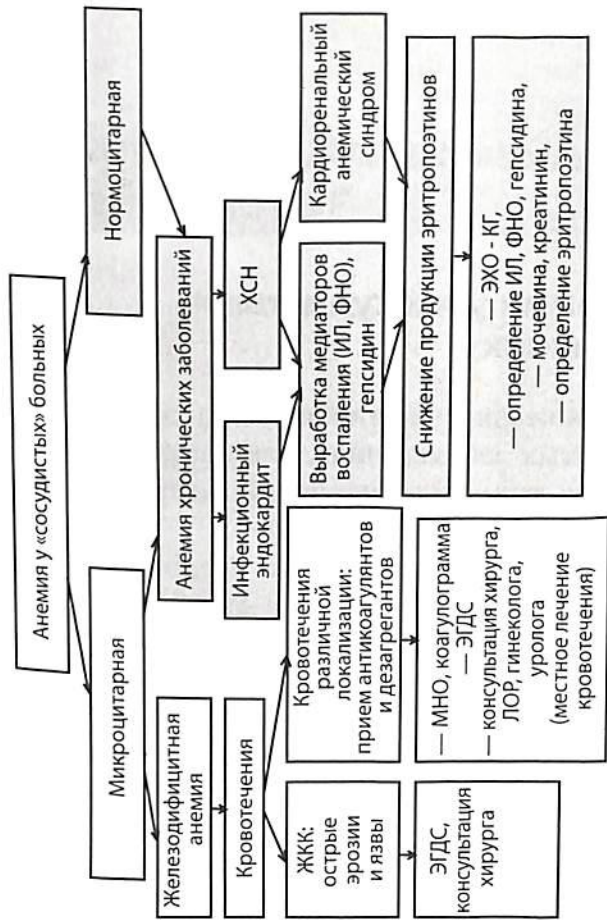 Анемия у «сосудистых» больных
Микроцитарная
Нормоцитарная
Железодифицитная
анемия
Анемия хронических заболеваний
Кровотечения
Инфекционный
эндокардит
ХСН
ЖКК:
острые
эрозии
и язвы
Кровотечения
различной
локализации:
прием антикоагулянтов
и дезагрегантов
Выработка медиаторов
воспаления (ИЛ, ФНО),
гепсидин
Кардиоренальный
анемический
синдром
Снижение продукции эритропоэтинов
ЭГДС,
консультация
хирурга
— МНО, коагулограмма
— ЭГДС
— консультация хирурга,
ЛОР, гинеколога,
уролога
(местное лечение
кровотечения)
— ЭХО - КГ,
— определение ИЛ, ФНО, гепсидина,
— мочевина, креатинин,
— определение эритропоэтина